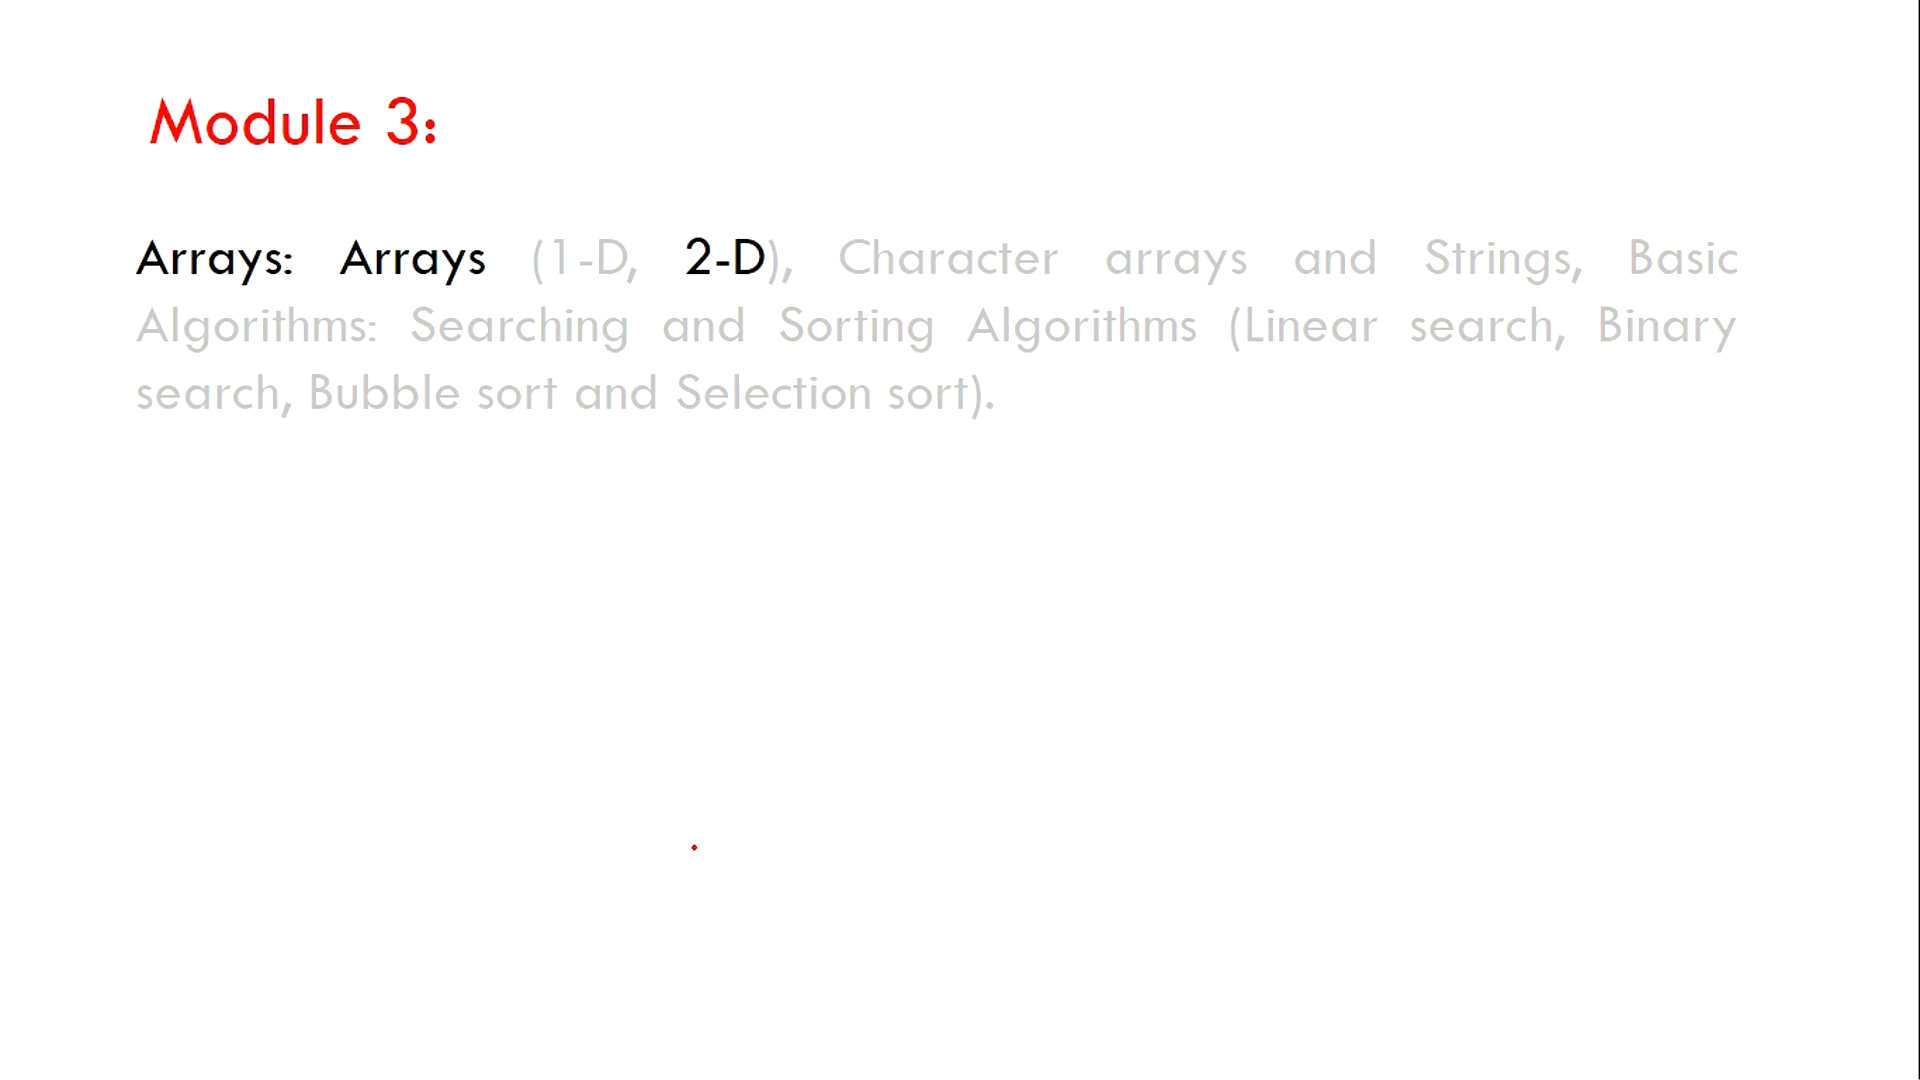 Module 3:
Arrays: Arrays (1-D, 2-D), Character arrays and Strings, Basic
Algorithms: Searching and Sorting Algorithms (Linear search, Binary
search, Bubble sort and Selection sort).